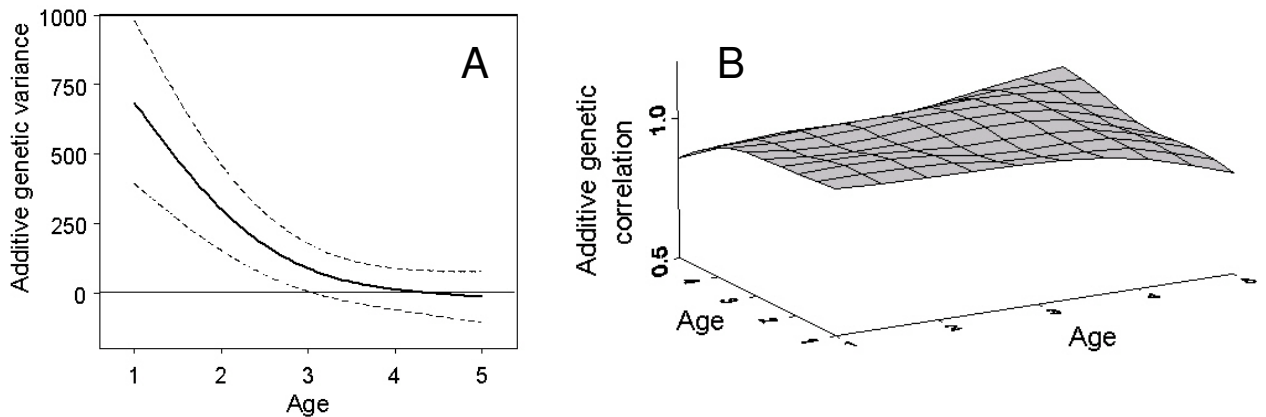 A
Additive genetic variance
1000
750
500
250
0
1 2 3 4 5
Age
B
Additive genetic
correlation
1.0
0.5
Age
Age